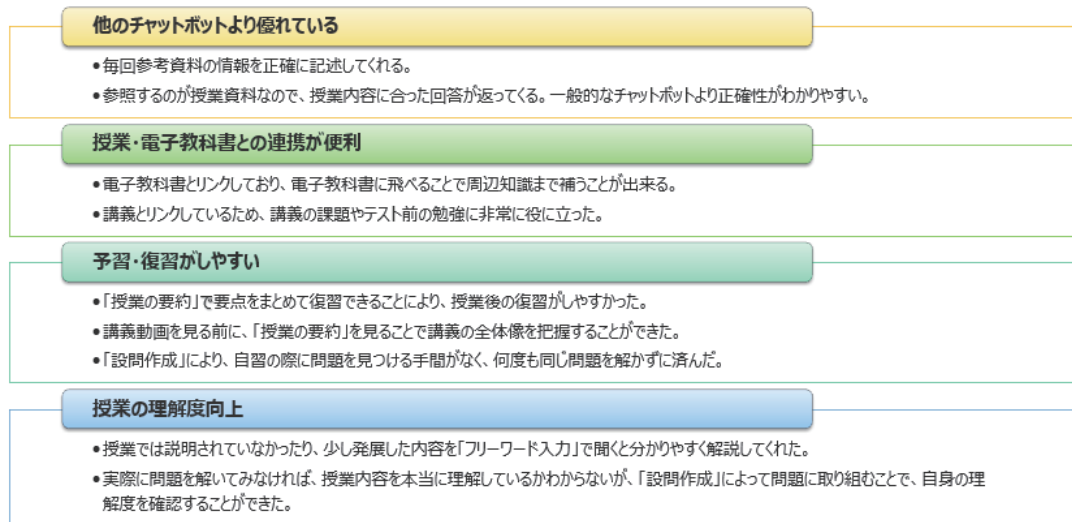 他のチャットボットより優れている
•毎回参考資料の情報を正確に記述してくれる。
•参照するのが授業資料なので、授業内容に合った回答が返ってくる。一般的なチャットボットより正確性がわかりやすい。
授業・電子教科書との連携が便利
•電子教科書とリンクしており、電子教科書に飛べることで周辺知識まで補うことが出来る。
•講義とリンクしているため、講義の課題やテスト前の勉強に非常に役に立った。
予習・復習がしやすい
•「授業の要約」で要点をまとめて復習できることにより、授業後の復習がしやすかった。
•講義動画を見る前に、「授業の要約」を見ることで講義の全体像を把握することができた。
•「設問作成」により、自習の際に問題を見つける手間がなく、何度も同じ問題を解かずに済んだ。
授業の理解度向上
•授業では説明されていなかったり、少し発展した内容を「フリーワード入力」で聞くと分かりやすく解説してくれた。
•実際に問題を解いてみなければ、授業内容を本当に理解しているかわからないが、「設問作成」によって問題に取り組むことで、自身の理
解度を確認することができた。